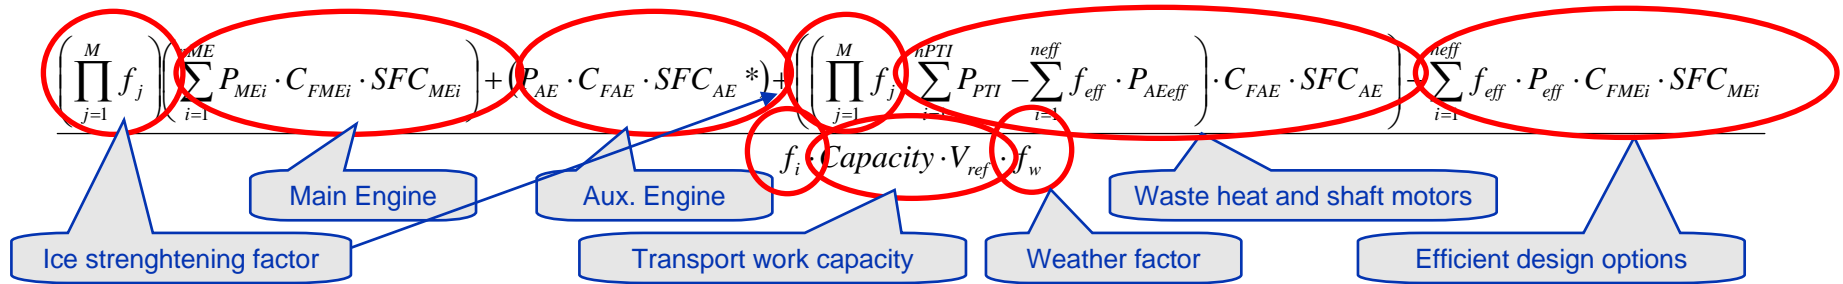 (∏_{j=1}^{M} f_j)(∑_{i=1}^{nME} P_{MEi} · C_{FMEi} · SFC_{MEi}) + (P_{AE} · C_{FAE} · SFC_{AE} *) + ((∏_{j=1}^{M} f_j · ∑_{i=1}^{nPTI} P_{PTI} − ∑_{i=1}^{neff} f_{eff} · P_{AEeff}) · C_{FAE} · SFC_{AE}) − ∑_{i=1}^{neff} f_{eff} · P_{eff} · C_{FMEi} · SFC_{MEi}
f_i · Capacity · V_{ref} · f_w
Main Engine Aux. Engine Waste heat and shaft motors
Ice strenghtening factor Transport work capacity Weather factor Efficient design options